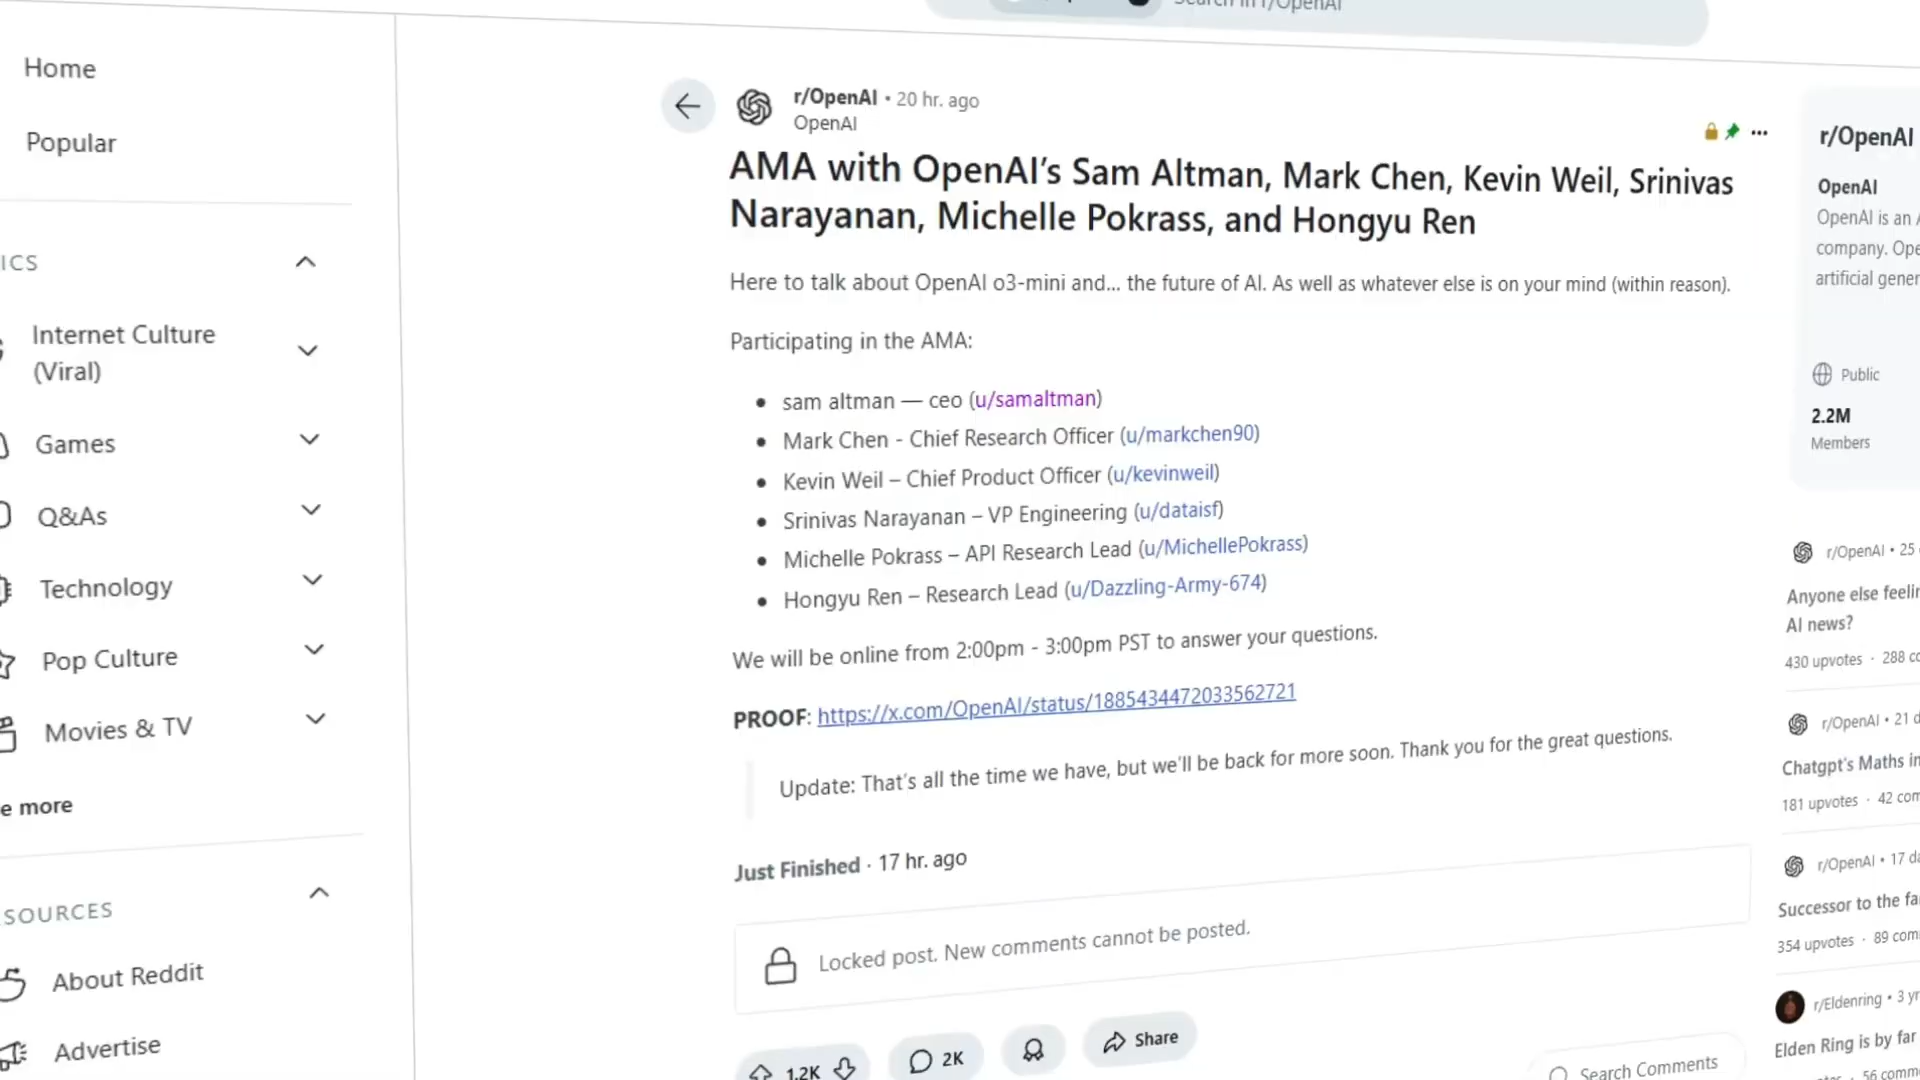 Search in r/OpenAI
Home
Popular
ICS
Internet Culture
(Viral)
Games
Q&As
Technology
Pop Culture
Movies & TV
e more
SOURCES
About Reddit
Advertise
r/OpenAI • 20 hr. ago
OpenAI
AMA with OpenAI’s Sam Altman, Mark Chen, Kevin Weil, Srinivas
Narayanan, Michelle Pokrass, and Hongyu Ren
Here to talk about OpenAI o3-mini and... the future of AI. As well as whatever else is on your mind (within reason).
Participating in the AMA:
• sam altman — ceo (u/samaltman)
• Mark Chen - Chief Research Officer (u/markchen90)
• Kevin Weil – Chief Product Officer (u/kevinweil)
• Srinivas Narayanan – VP Engineering (u/dataisf)
• Michelle Pokrass – API Research Lead (u/MichellePokrass)
• Hongyu Ren – Research Lead (u/Dazzling-Army-674)
We will be online from 2:00pm - 3:00pm PST to answer your questions.
PROOF: https://x.com/OpenAI/status/1885434472033562721
Update: That’s all the time we have, but we’ll be back for more soon. Thank you for the great questions.
Just Finished · 17 hr. ago
Locked post. New comments cannot be posted.
1.2K
2K
Share
Search Comments
r/OpenAI
OpenAI
OpenAI is an
company. Ope
artificial gener
Public
2.2M
Members
r/OpenAI • 25
Anyone else feelin
AI news?
430 upvotes · 288 co
r/OpenAI • 21 d
Chatgpt's Maths in
181 upvotes · 42 com
r/OpenAI • 17 da
Successor to the fa
354 upvotes · 89 com
r/Eldenring • 3 yr
Elden Ring is by far
56 comme